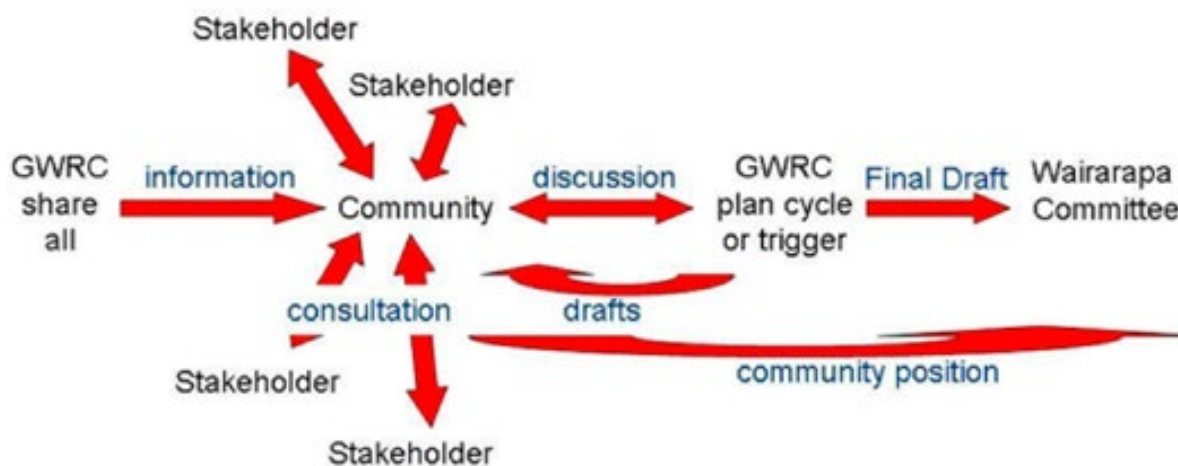 Stakeholder
Stakeholder
GWRC
share
all
information
Community
discussion
GWRC
plan cycle
or trigger
Final Draft
Wairarapa
Committee
consultation
drafts
Stakeholder
community position
Stakeholder